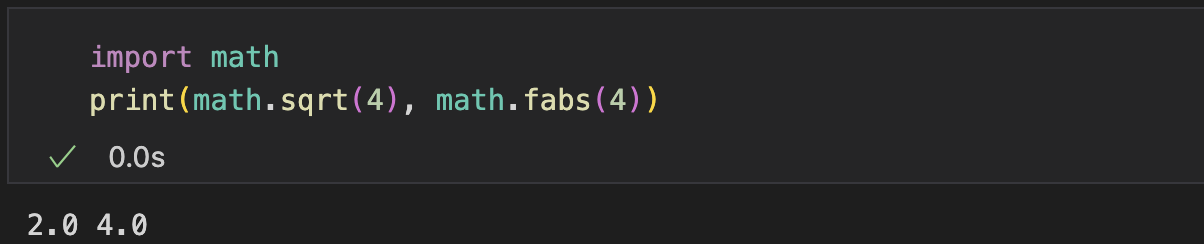 import math
print(math.sqrt(4), math.fabs(4))
0.0s
2.0 4.0